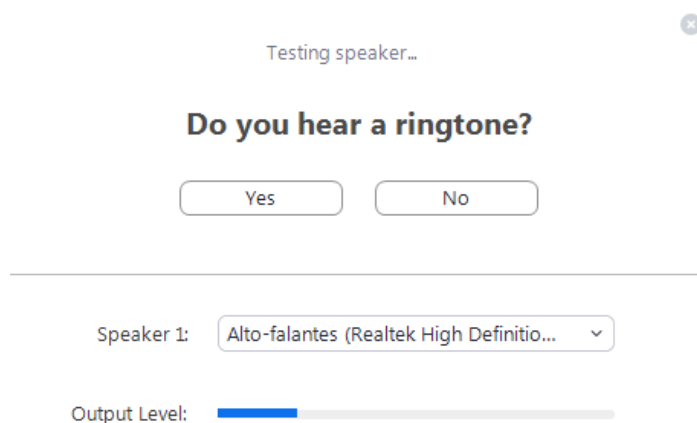 Testing speaker...
Do you hear a ringtone?
Yes
No
Speaker 1: Alto-falantes (Realtek High Definitio...
Output Level: